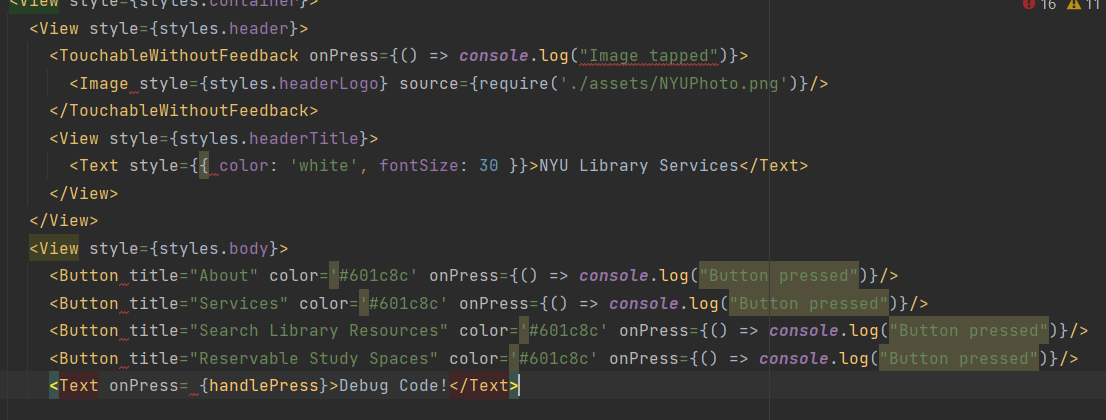 <View style={styles.container}>
16 11
<View style={styles.header}>
<TouchableWithoutFeedback onPress={() => console.log("Image tapped")}>
<Image style={styles.headerLogo} source={require('./assets/NYUPhoto.png')}/>
</TouchableWithoutFeedback>
<View style={styles.headerTitle}>
<Text style={{ color: 'white', fontSize: 30 }}>NYU Library Services</Text>
</View>
</View>
<View style={styles.body}>
<Button title="About" color='#601c8c' onPress={() => console.log("Button pressed")}/>
<Button title="Services" color='#601c8c' onPress={() => console.log("Button pressed")}/>
<Button title="Search Library Resources" color='#601c8c' onPress={() => console.log("Button pressed")}/>
<Button title="Reservable Study Spaces" color='#601c8c' onPress={() => console.log("Button pressed")}/>
<Text onPress= {handlePress}>Debug Code!</Text>